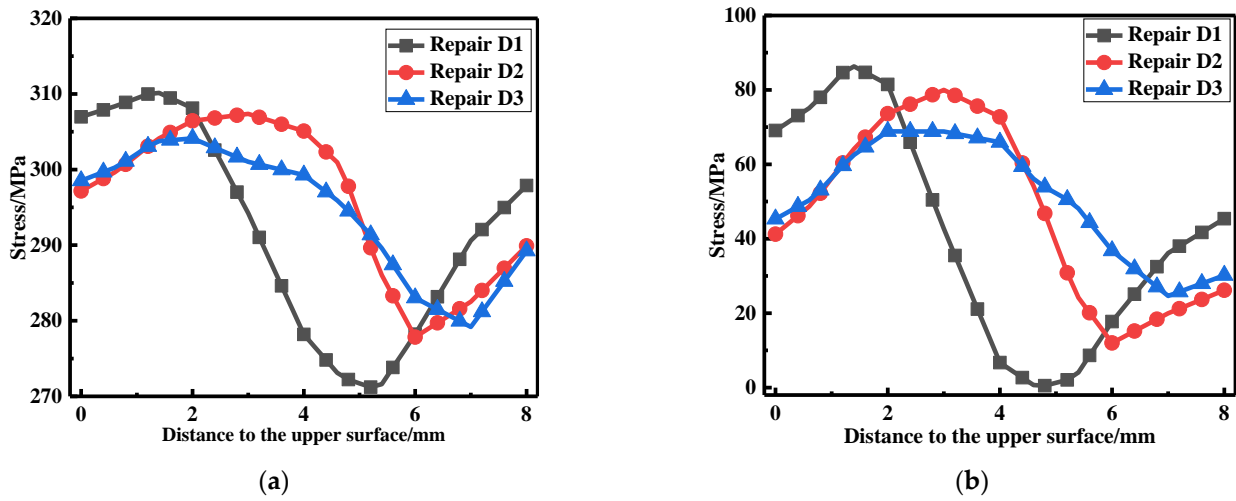 320
310
300
290
280
270
Stress/MPa
Repair D1
Repair D2
Repair D3
0 2 4 6 8
Distance to the upper surface/mm
(a)
100
80
60
40
20
0
Stress/MPa
Repair D1
Repair D2
Repair D3
0 2 4 6 8
Distance to the upper surface/mm
(b)